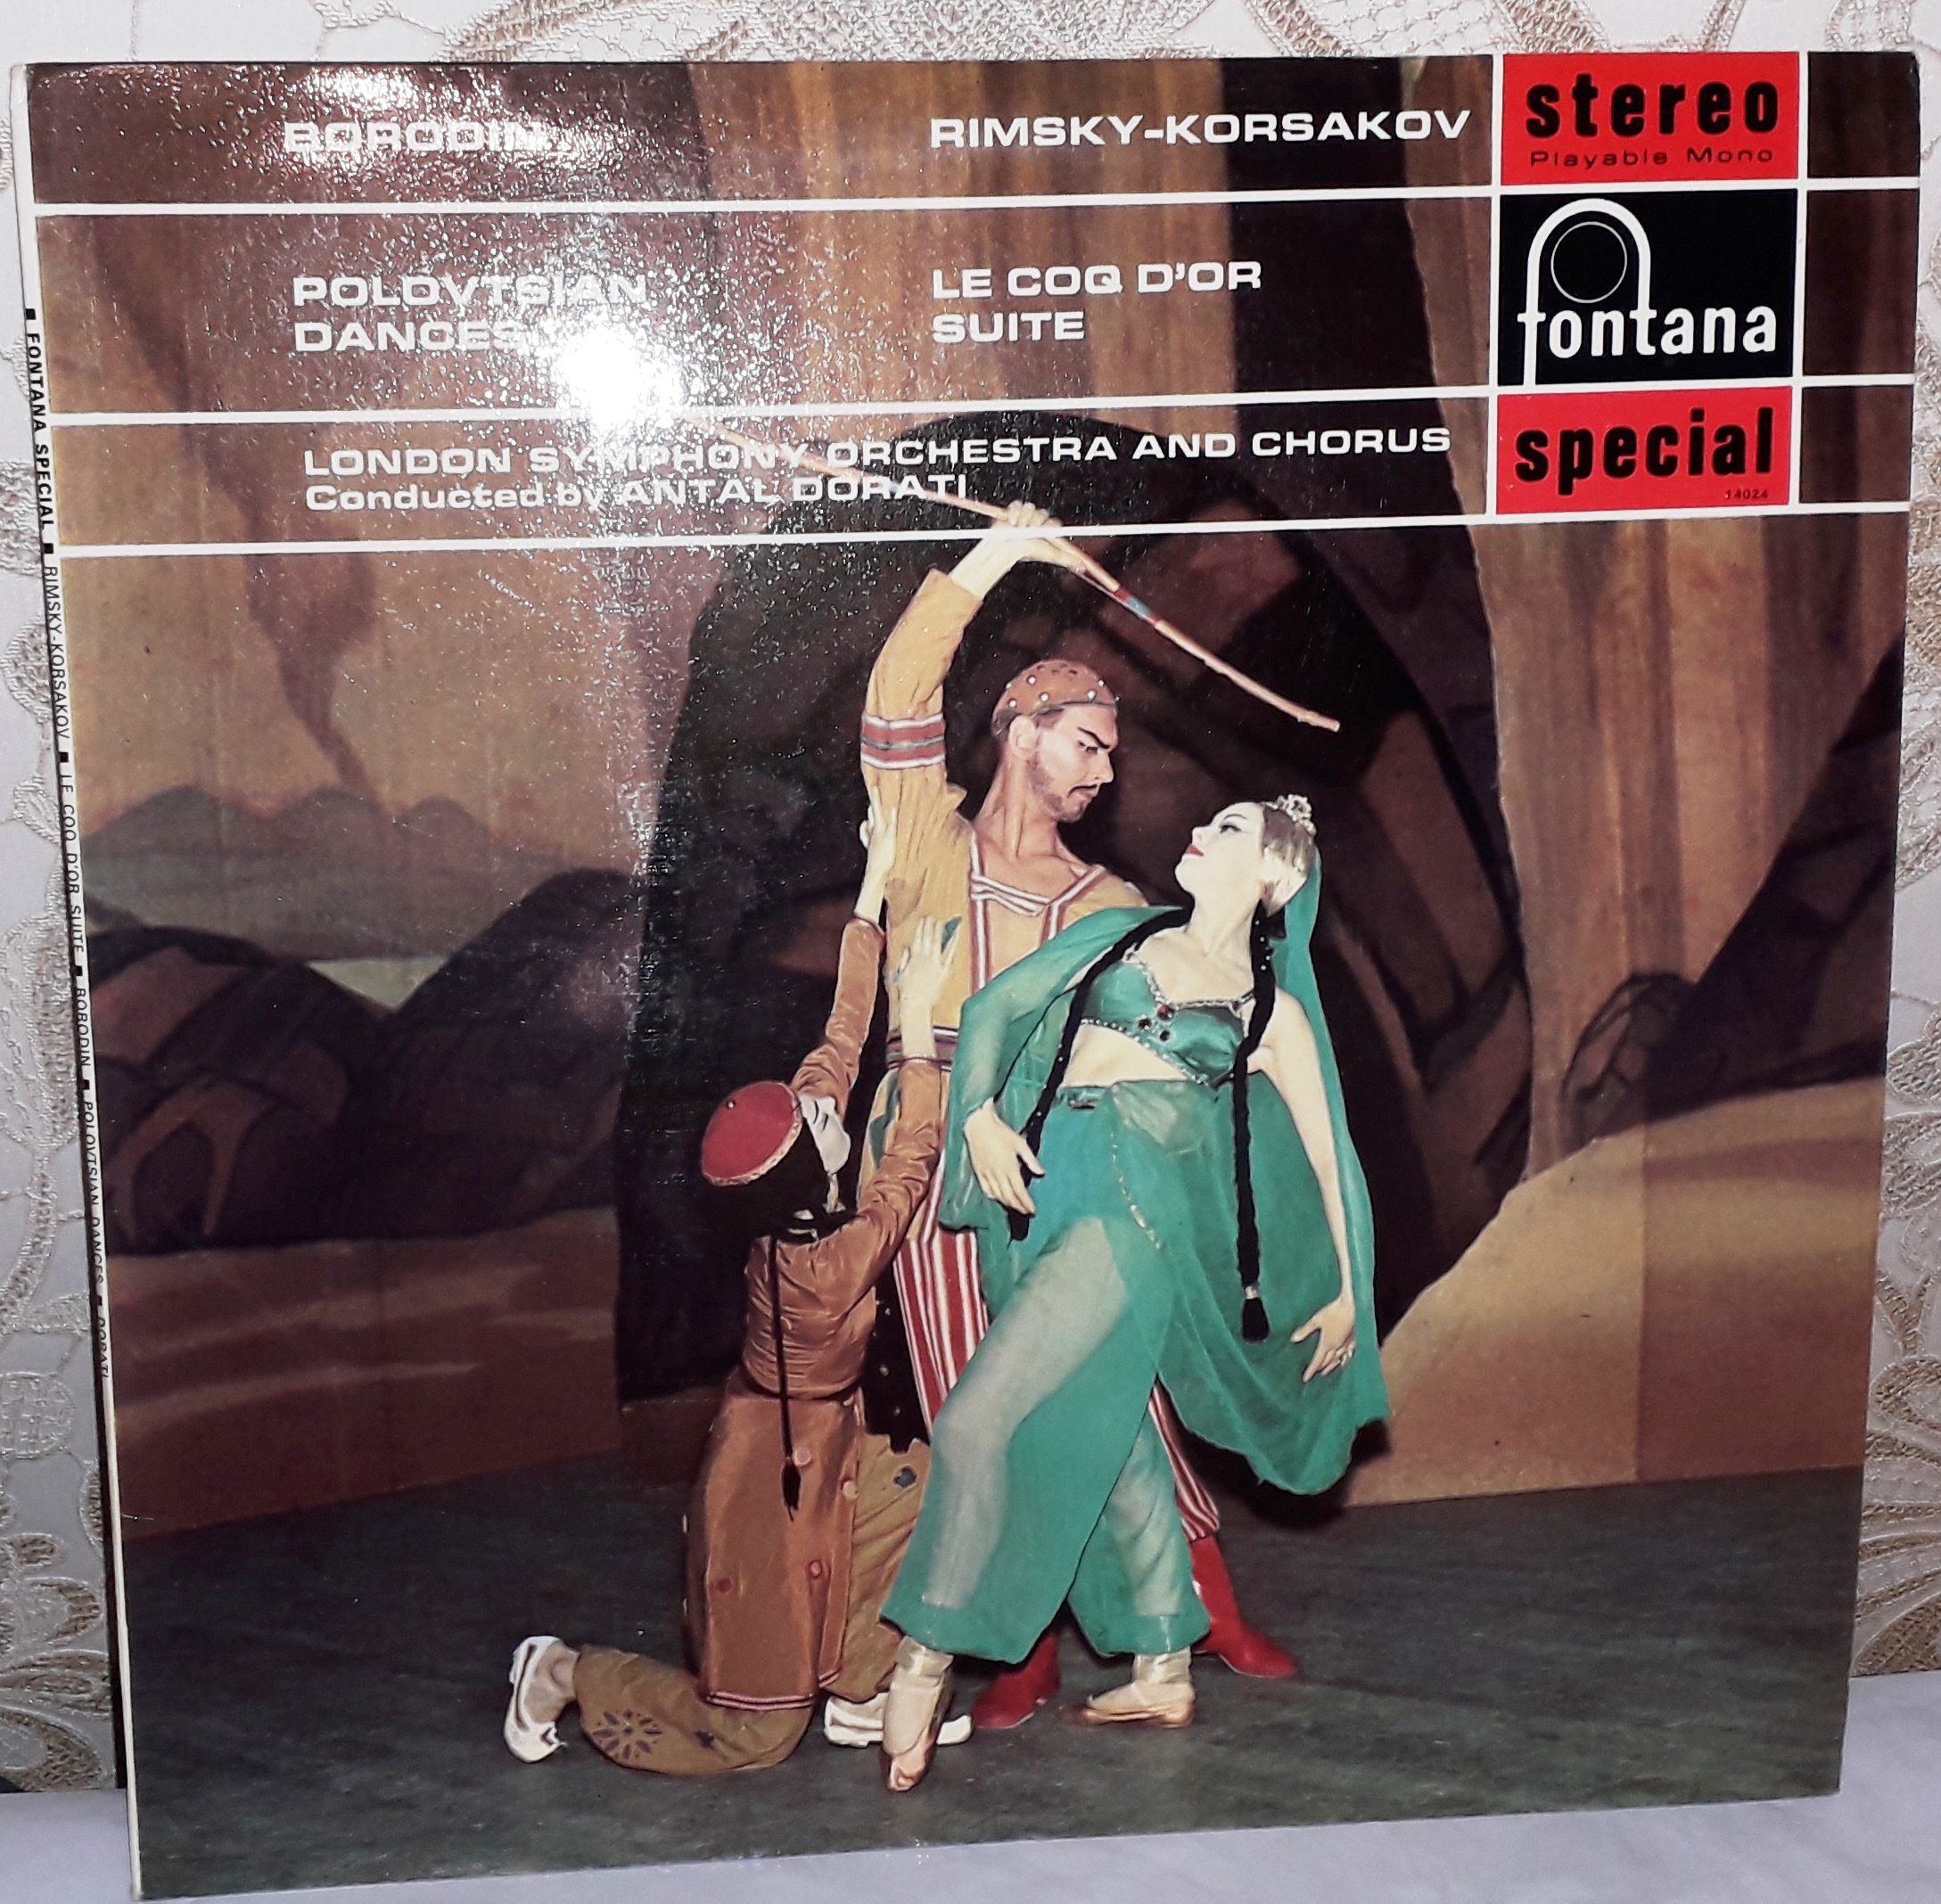 BORODIN
RIMSKY-KORSAKOV
stereo
Playable Mono
POLOVTSIAN
DANCES
LE COQ D'OR
SUITE
fontana
LONDON SYMPHONY ORCHESTRA AND CHORUS
Conducted by ANTAL DORATI
special
14024
■ FONTANA SPECIAL ■ RIMSKY-KORSAKOV ■ LE COQ D'OR SUITE ■ BORODIN ■ POLOVTSIAN DANCES ■ DORATI